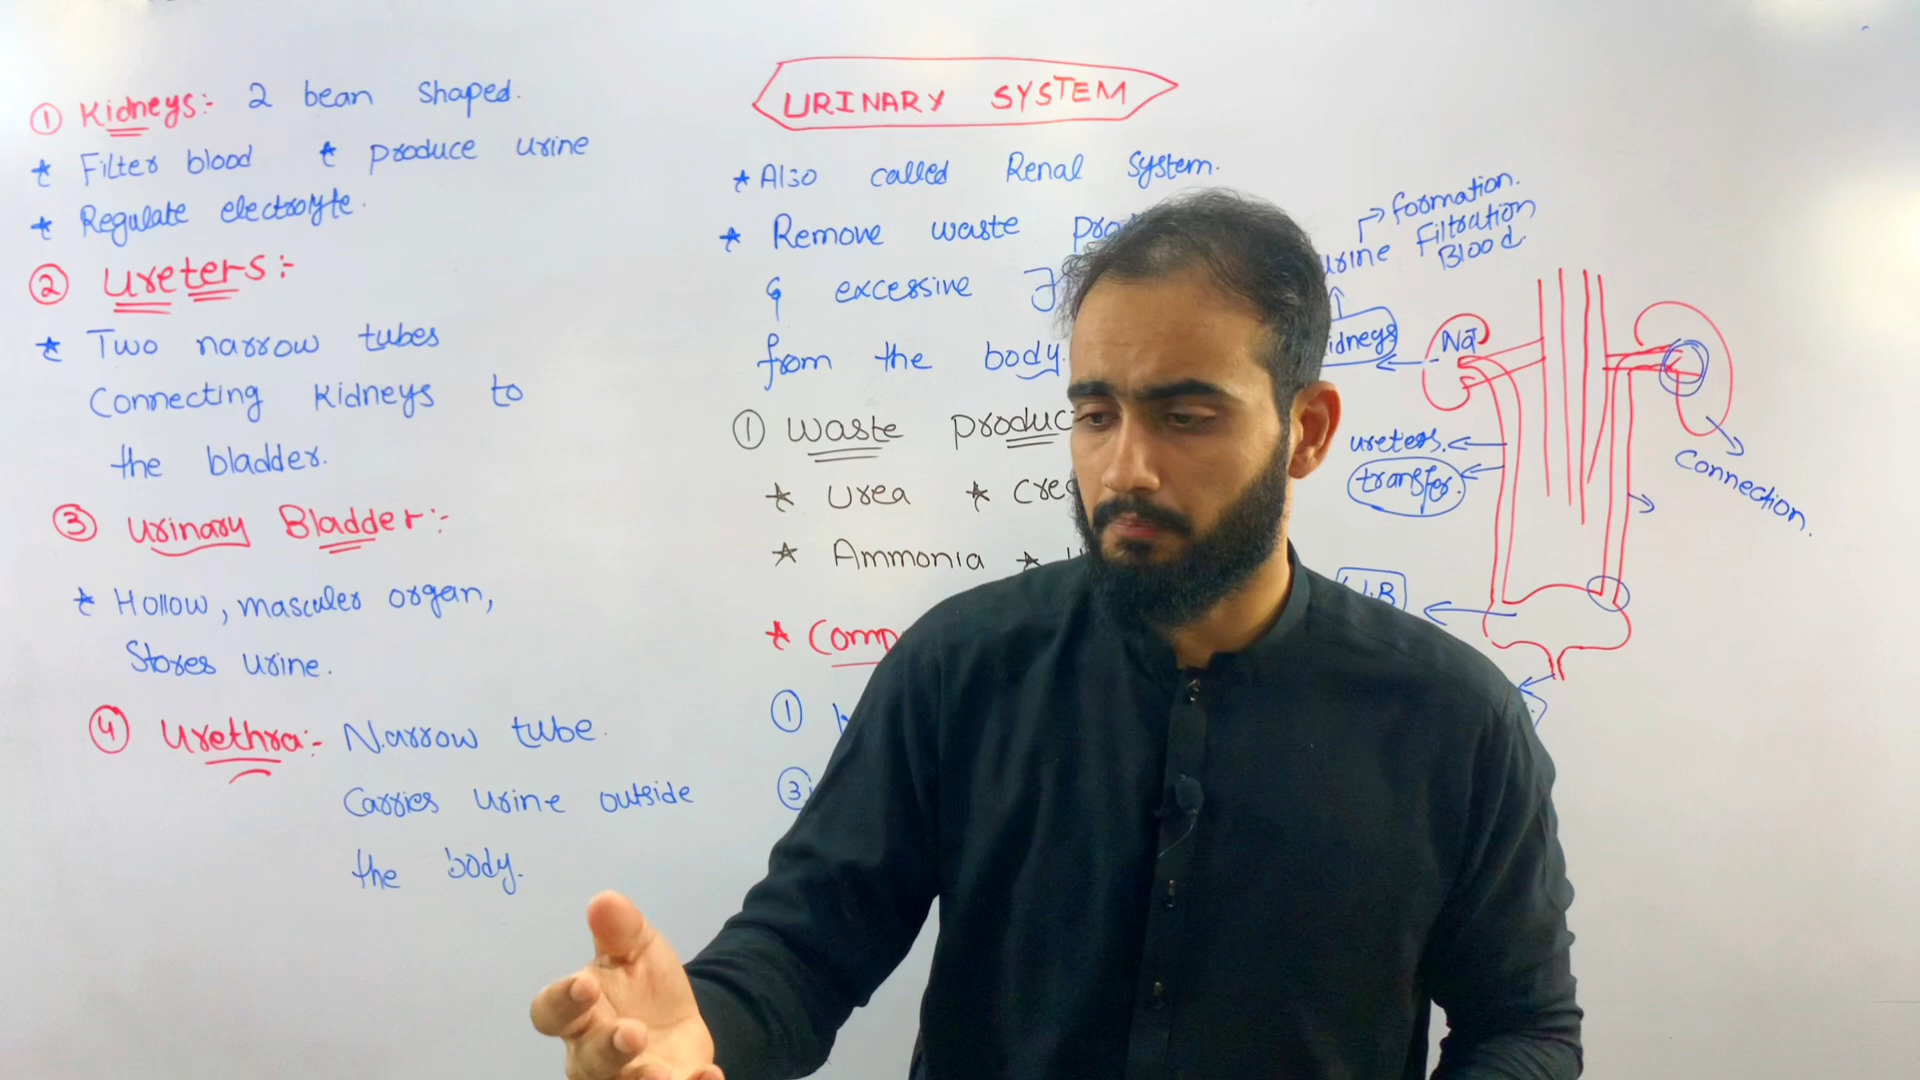 ① Kidneys:- 2 bean shaped.
* Filter blood * produce urine
* Regulate electrolyte.
② Ureters:-
* Two narrow tubes
Connecting kidneys to
the bladder.
③ Urinary Bladder:-
* Hollow, masculer organ,
Stores urine.
④ Urethra:- Narrow tube.
Carries urine outside
the body.
URINARY SYSTEM
* Also called Renal System.
* Remove waste
& excessive
from the body.
① Waste
* Urea *
* Ammonia *
*
①
③
formation.
Filtration
Blood.
Na+
ureters.
transfer.
Connection.